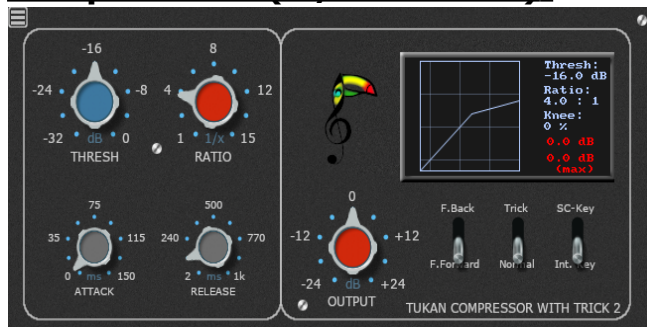 -16
-24
-8
-32
dB
0
THRESH
8
4
12
1
1/x
15
RATIO
75
35
115
0
ms
150
ATTACK
500
240
770
2
ms
1k
RELEASE
Thresh:
-16.0 dB
Ratio:
4.0 : 1
Knee:
0 %
0.0 dB
0.0 dB
(max)
0
-12
+12
-24
dB
+24
OUTPUT
F.Back
Trick
SC-Key
F.Forward
Normal
Int. Key
TUKAN COMPRESSOR WITH TRICK 2